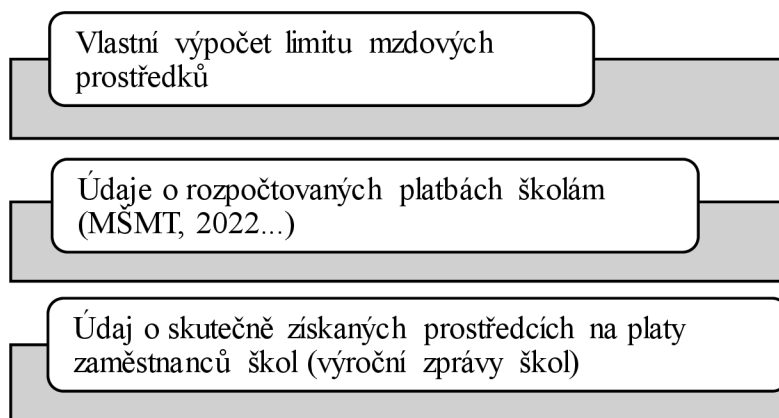 Vlastní výpočet limitu mzdových
prostředků
Údaje o rozpočtovaných platbách školám
(MŠMT, 2022...)
Údaj o skutečně získaných prostředcích na platy
zaměstnanců škol (výroční zprávy škol)